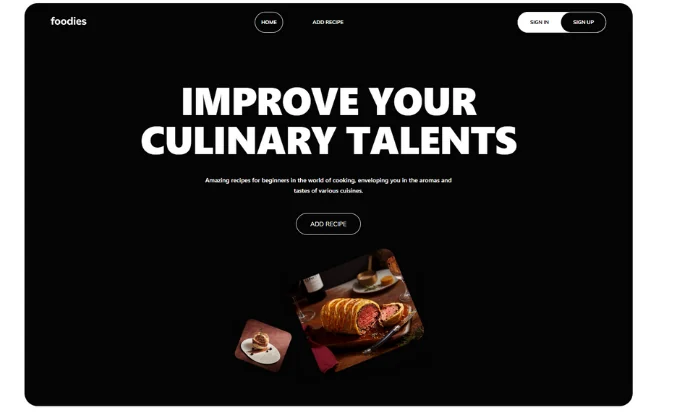 foodies
HOME
ADD RECIPE
SIGN IN
SIGN UP
IMPROVE YOUR
CULINARY TALENTS
Amazing recipes for beginners in the world of cooking, enveloping you in the aromas and
tastes of various cuisines.
ADD RECIPE